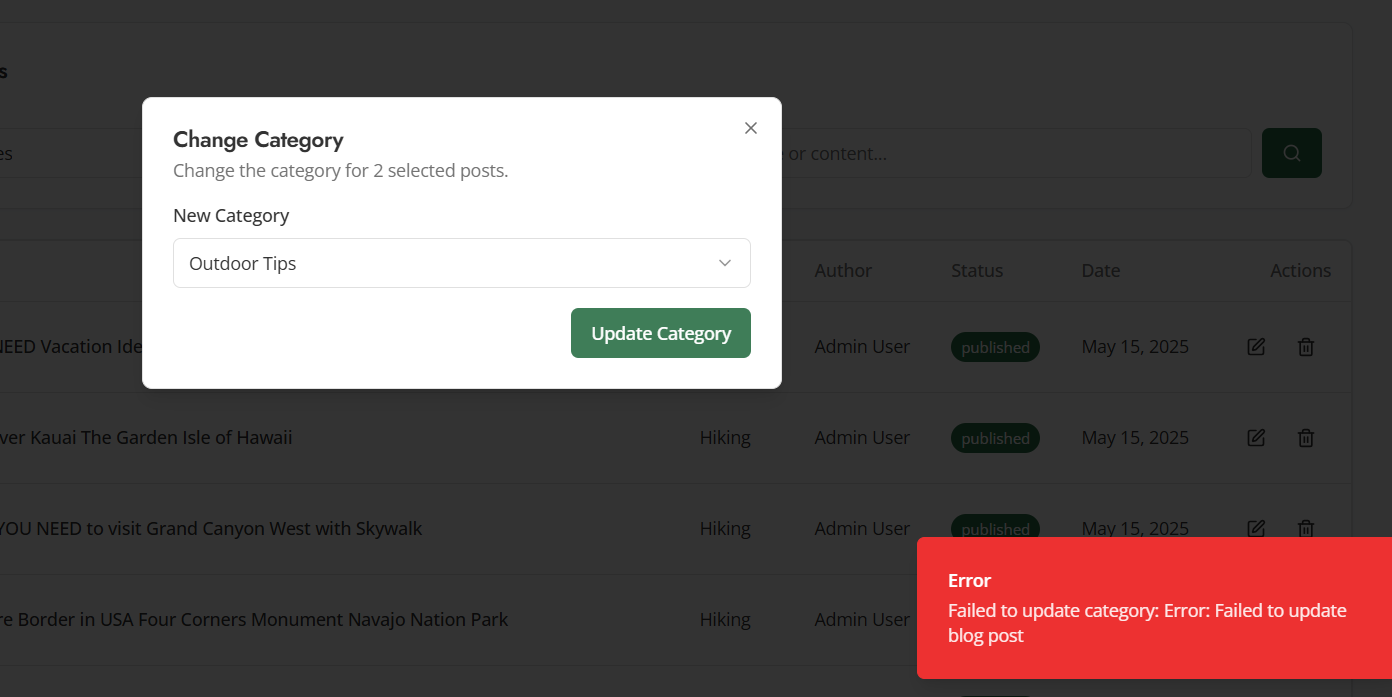 s
Change Category
Change the category for 2 selected posts.
es
or content...
New Category
Outdoor Tips
Author Status Date Actions
Update Category
NEED Vacation Ide
Admin User published May 15, 2025
ver Kauai The Garden Isle of Hawaii Hiking Admin User published May 15, 2025
YOU NEED to visit Grand Canyon West with Skywalk Hiking Admin User published May 15, 2025
Error
Failed to update category: Error: Failed to update
blog post
re Border in USA Four Corners Monument Navajo Nation Park Hiking Admin User